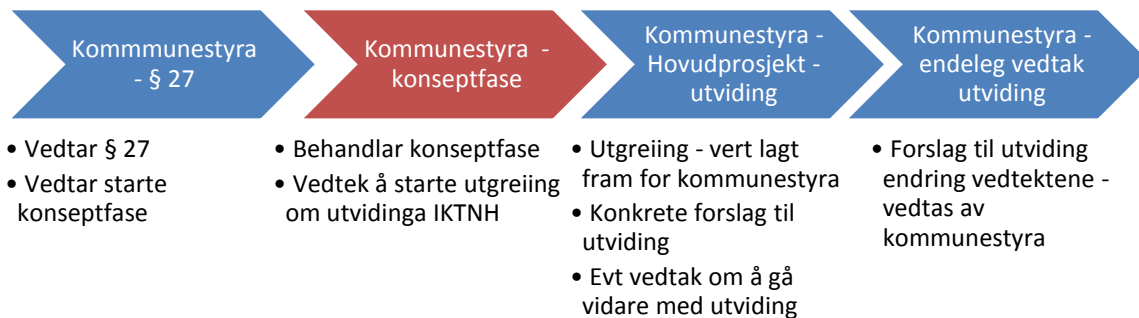 Kommmunestyra
- § 27
• Vedtar § 27
• Vedtar starte
konseptfase
Kommunestyra -
konseptfase
• Behandlar konseptfase
• Vedtek å starte utgreiing
om utvidinga IKTNH
Kommunestyra -
Hovudprosjekt -
utviding
• Utgreiing - vert lagt
fram for kommunestyra
• Konkrete forslag til
utviding
• Evt vedtak om å gå
vidare med utviding
Kommunestyra -
endeleg vedtak
utviding
• Forslag til utviding
endring vedtektene -
vedtas av
kommunestyra